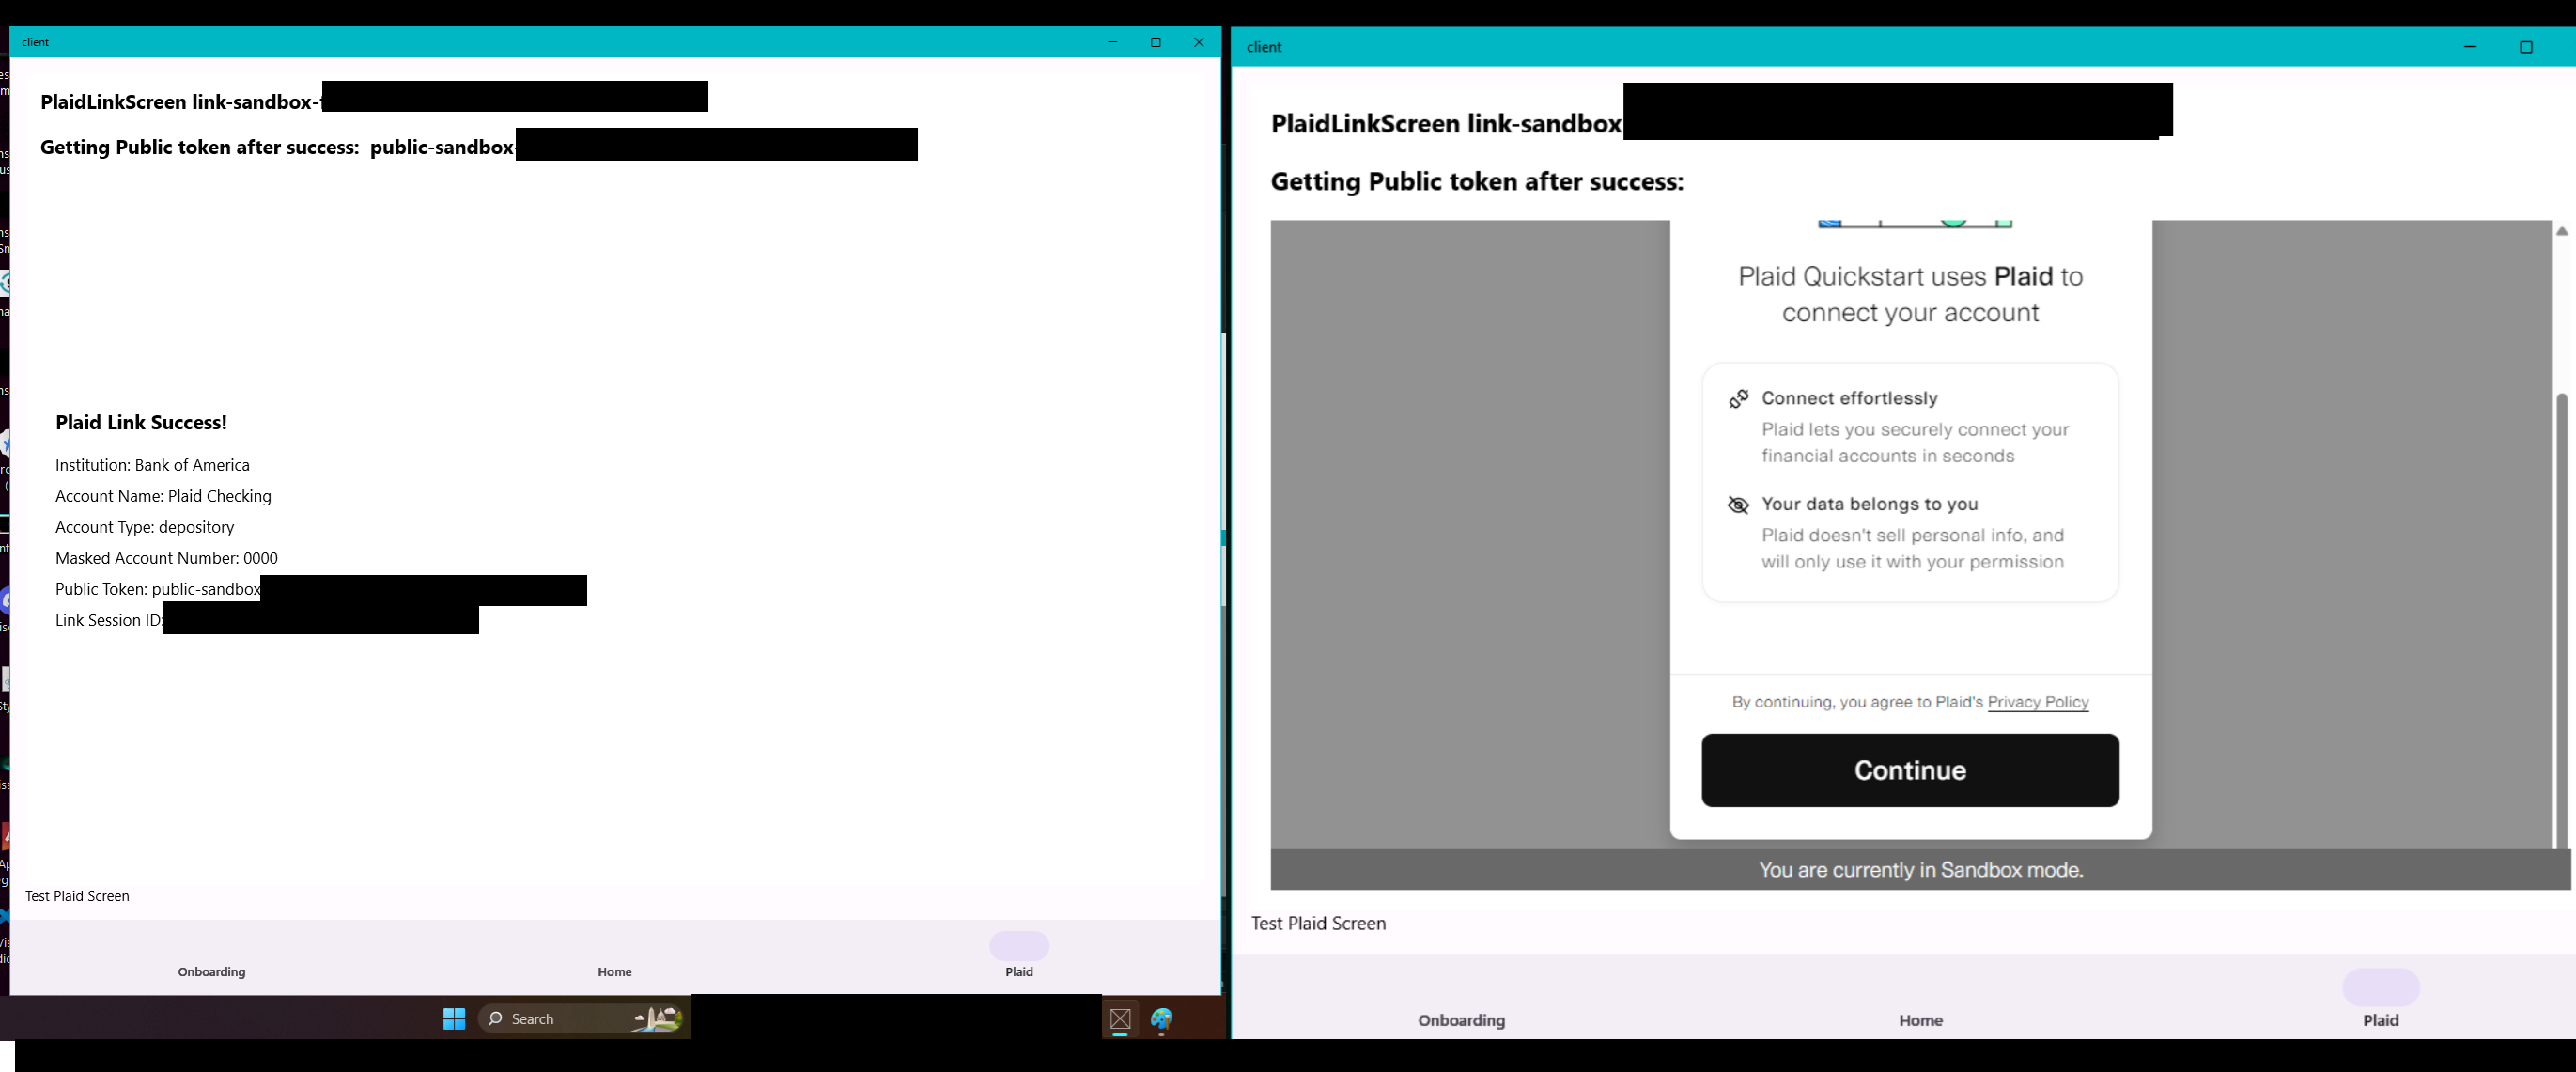 client
PlaidLinkScreen link-sandbox-
Getting Public token after success: public-sandbox-
Plaid Link Success!
Institution: Bank of America
Account Name: Plaid Checking
Account Type: depository
Masked Account Number: 0000
Public Token: public-sandbox
Link Session ID:
Test Plaid Screen
Onboarding
Home
Plaid
Search
client
PlaidLinkScreen link-sandbox
Getting Public token after success:
Plaid Quickstart uses Plaid to
connect your account
Connect effortlessly
Plaid lets you securely connect your
financial accounts in seconds
Your data belongs to you
Plaid doesn't sell personal info, and
will only use it with your permission
By continuing, you agree to Plaid's Privacy Policy
Continue
You are currently in Sandbox mode.
Test Plaid Screen
Onboarding
Home
Plaid